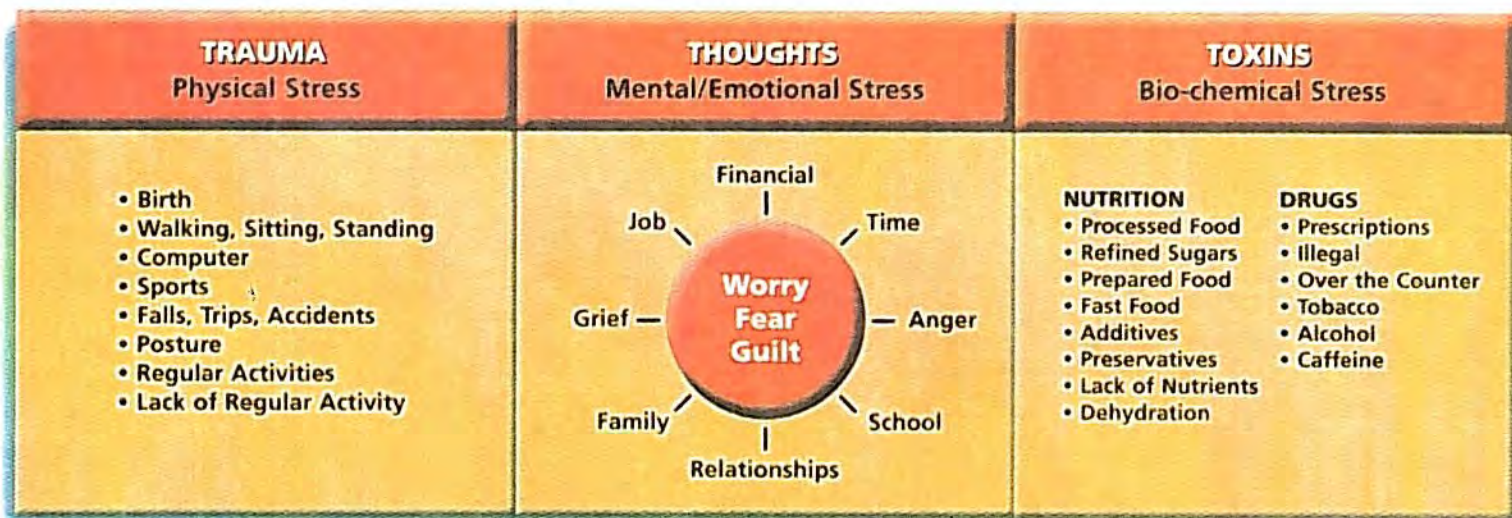 TRAUMA
Physical Stress
• Birth
• Walking, Sitting, Standing
• Computer
• Sports
• Falls, Trips, Accidents
• Posture
• Regular Activities
• Lack of Regular Activity
THOUGHTS
Mental/Emotional Stress
Financial
Job
Time
Grief
Worry
Fear
Guilt
Anger
Family
School
Relationships
TOXINS
Bio-chemical Stress
NUTRITION
• Processed Food
• Refined Sugars
• Prepared Food
• Fast Food
• Additives
• Preservatives
• Lack of Nutrients
• Dehydration
DRUGS
• Prescriptions
• Illegal
• Over the Counter
• Tobacco
• Alcohol
• Caffeine